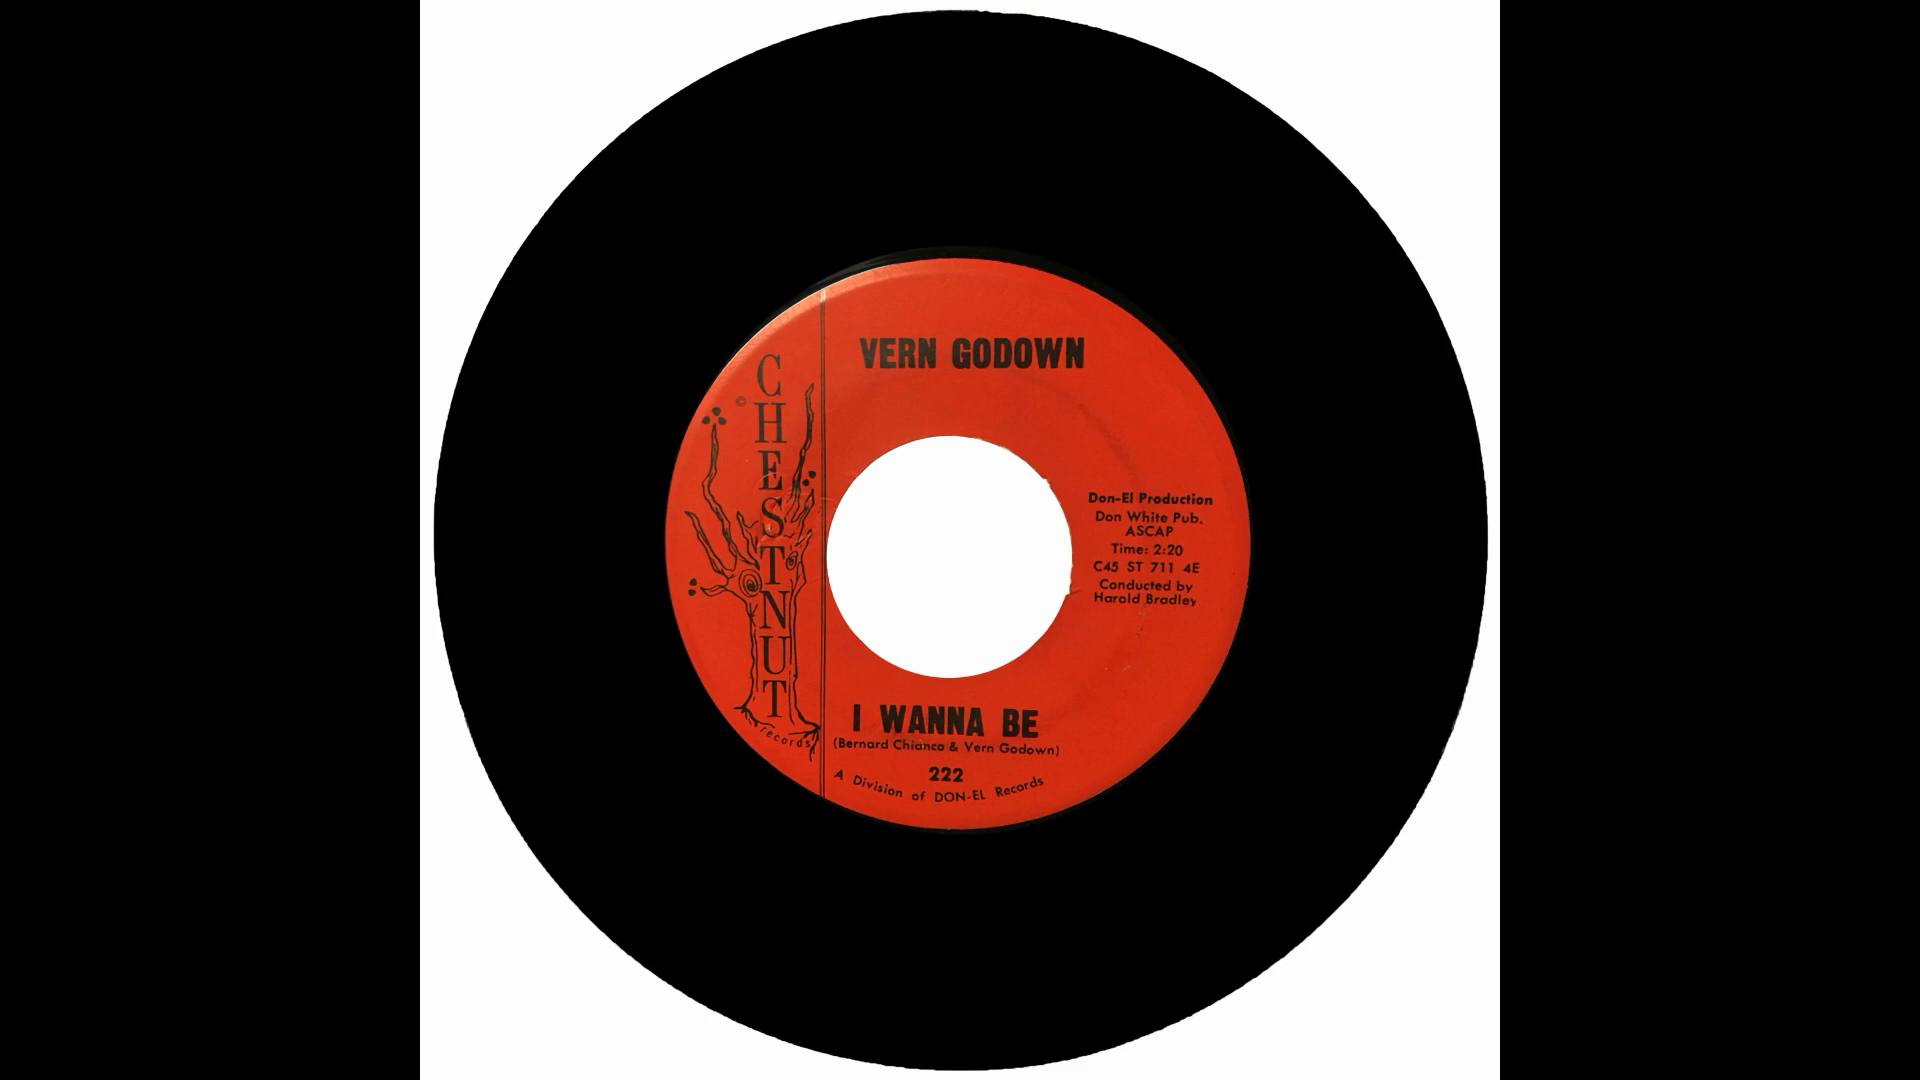 VERN GODOWN
©
CHESTNUT
records
Don-El Production
Don White Pub.
ASCAP
Time: 2:20
C45 ST 711 4E
Conducted by
Harold Bradley
I WANNA BE
(Bernard Chianco & Vern Godown)
222
A Division of DON-EL Records